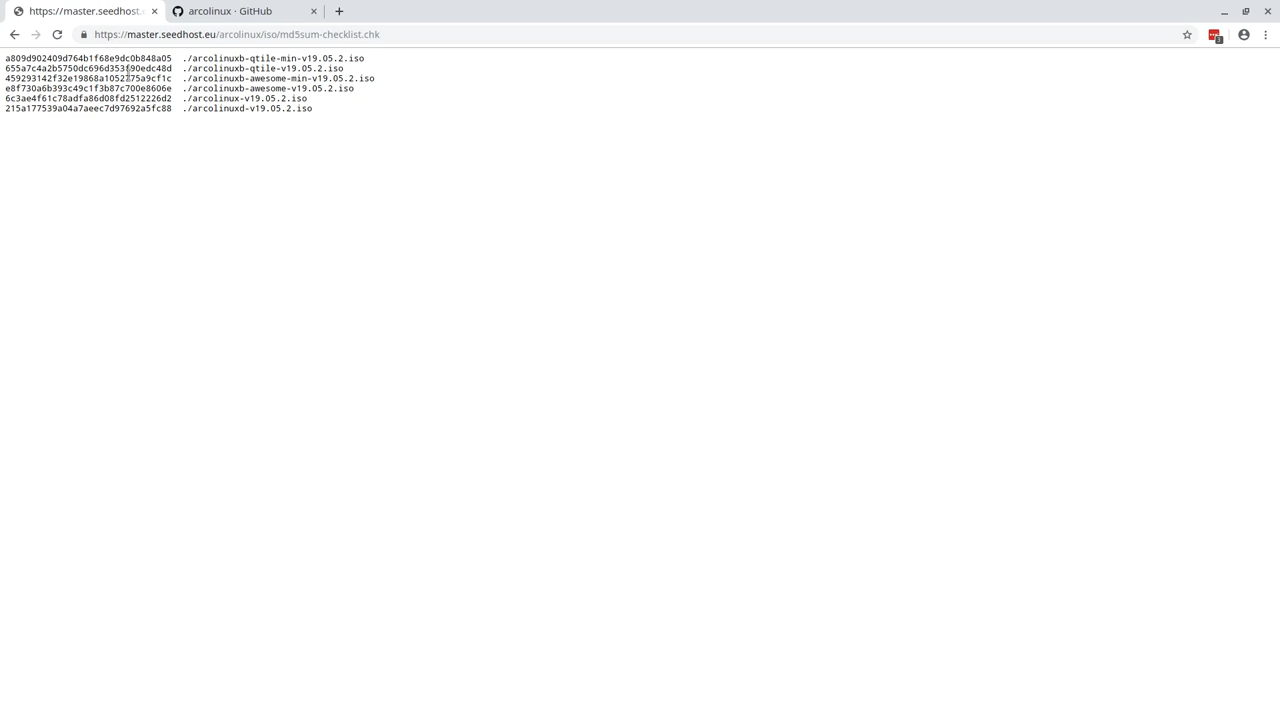 https://master.seedhost.
arcolinux · GitHub
https://master.seedhost.eu/arcolinux/iso/md5sum-checklist.chk
3
a809d902409d764b1f68e9dc0b848a05 ./arcolinuxb-qtile-min-v19.05.2.iso
655a7c4a2b5750dc696d353f90edc48d ./arcolinuxb-qtile-v19.05.2.iso
459293142f32e19868a1052775a9cf1c ./arcolinuxb-awesome-min-v19.05.2.iso
e8f730a6b393c49c1f3b87c700e8606e ./arcolinuxb-awesome-v19.05.2.iso
6c3ae4f61c78adfa86d08fd2512226d2 ./arcolinux-v19.05.2.iso
215a177539a04a7aeec7d97692a5fc88 ./arcolinuxd-v19.05.2.iso